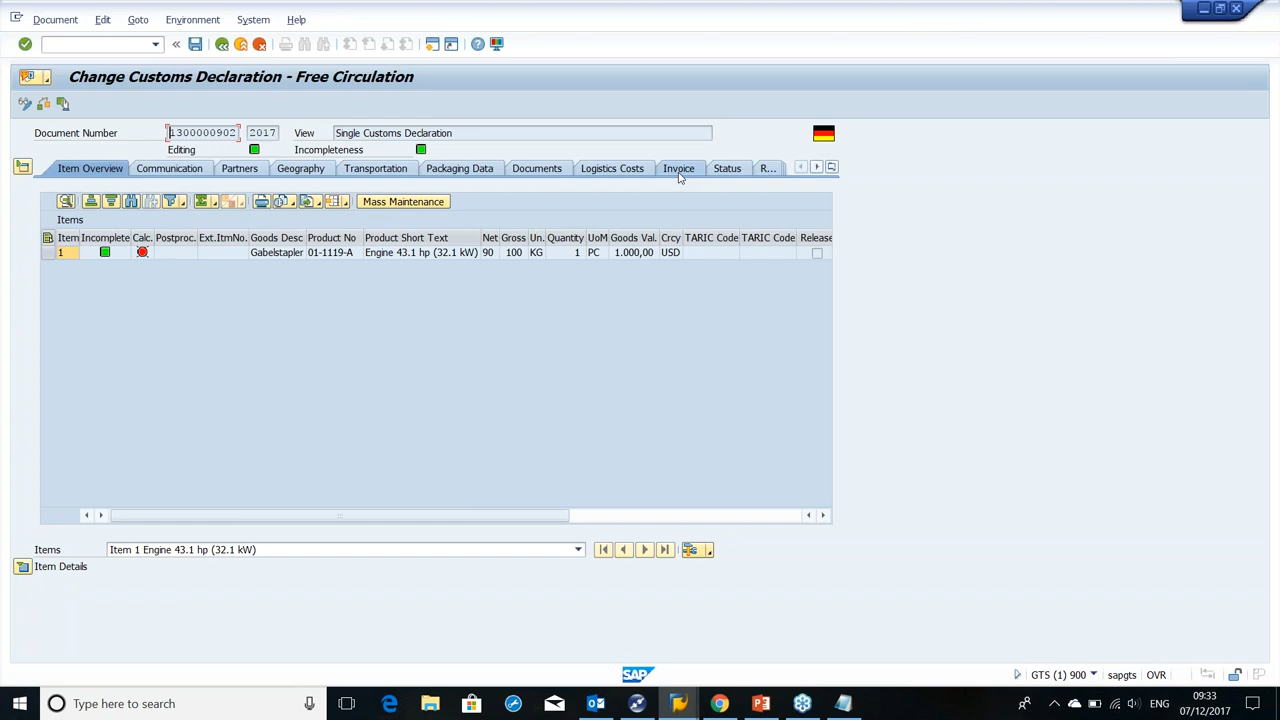 Document Edit Goto Environment System Help
Change Customs Declaration - Free Circulation
Document Number 1300000902 2017 View Single Customs Declaration
Editing Incompleteness
Item Overview Communication Partners Geography Transportation Packaging Data Documents Logistics Costs Invoice Status R...
Mass Maintenance
Items
Item Incomplete Calc. Postproc. Ext.ItmNo. Goods Desc Product No Product Short Text Net Gross Un. Quantity UoM Goods Val. Crcy TARIC Code TARIC Code Release
1 Gabelstapler 01-1119-A Engine 43.1 hp (32.1 kW) 90 100 KG 1 PC 1.000,00 USD
Items Item 1 Engine 43.1 hp (32.1 kW)
Item Details
SAP
GTS (1) 900 sapgts OVR
Type here to search
ENG
09:33
07/12/2017